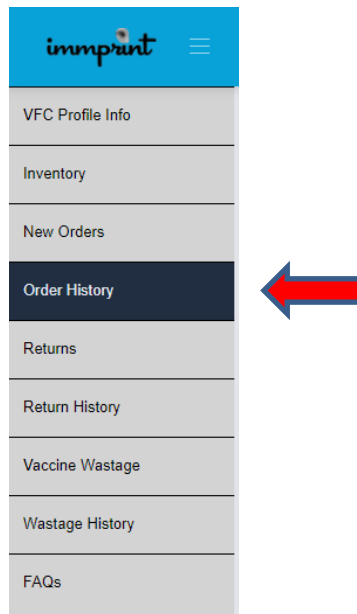 immprint
VFC Profile Info
Inventory
New Orders
Order History
Returns
Return History
Vaccine Wastage
Wastage History
FAQs